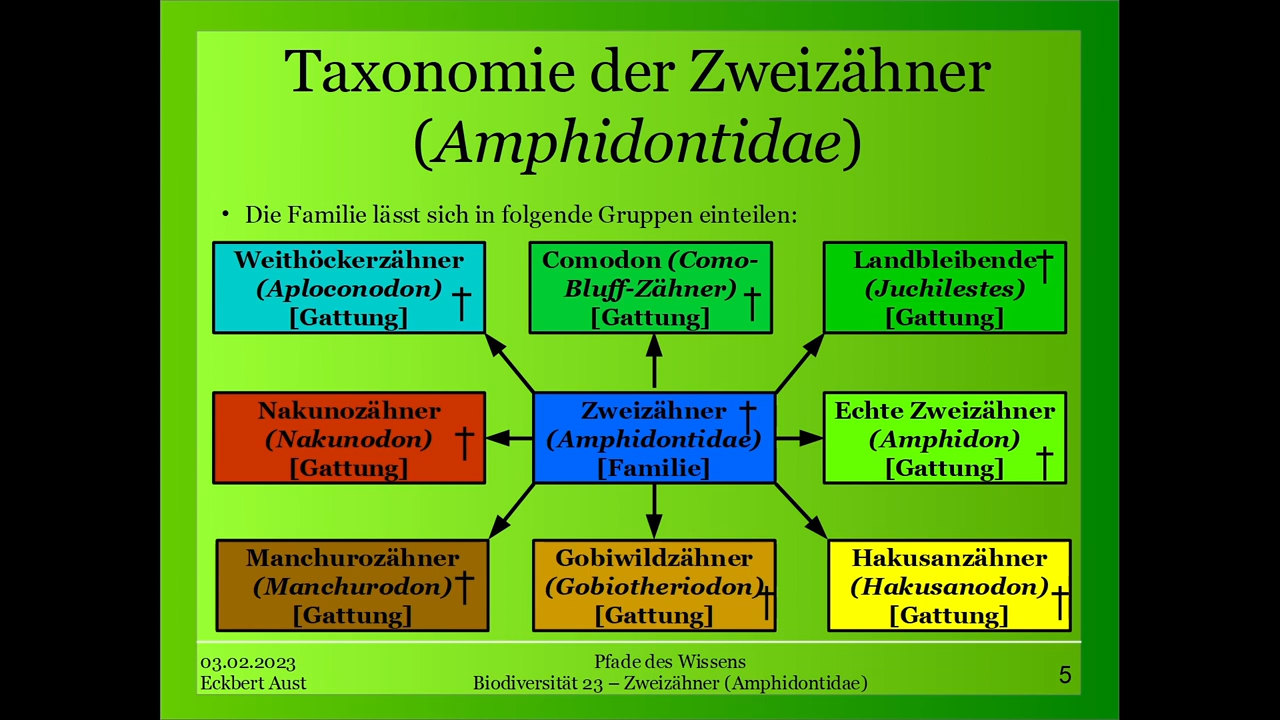 Taxonomie der Zweizähner
(Amphidontidae)
• Die Familie lässt sich in folgende Gruppen einteilen:
Weithöckerzähner
(Aploconodon) †
[Gattung]
Comodon (Como-
Bluff-Zähner) †
[Gattung]
Landbleibende †
(Juchilestes)
[Gattung]
Nakunozähner
(Nakunodon) †
[Gattung]
Zweizähner †
(Amphidontidae)
[Familie]
Echte Zweizähner
(Amphidon)
[Gattung] †
Manchurozähner
(Manchurodon) †
[Gattung]
Gobiwildzähner
(Gobiotheriodon) †
[Gattung]
Hakusanzähner
(Hakusanodon) †
[Gattung]
03.02.2023
Eckbert Aust
Pfade des Wissens
Biodiversität 23 – Zweizähner (Amphidontidae)
5